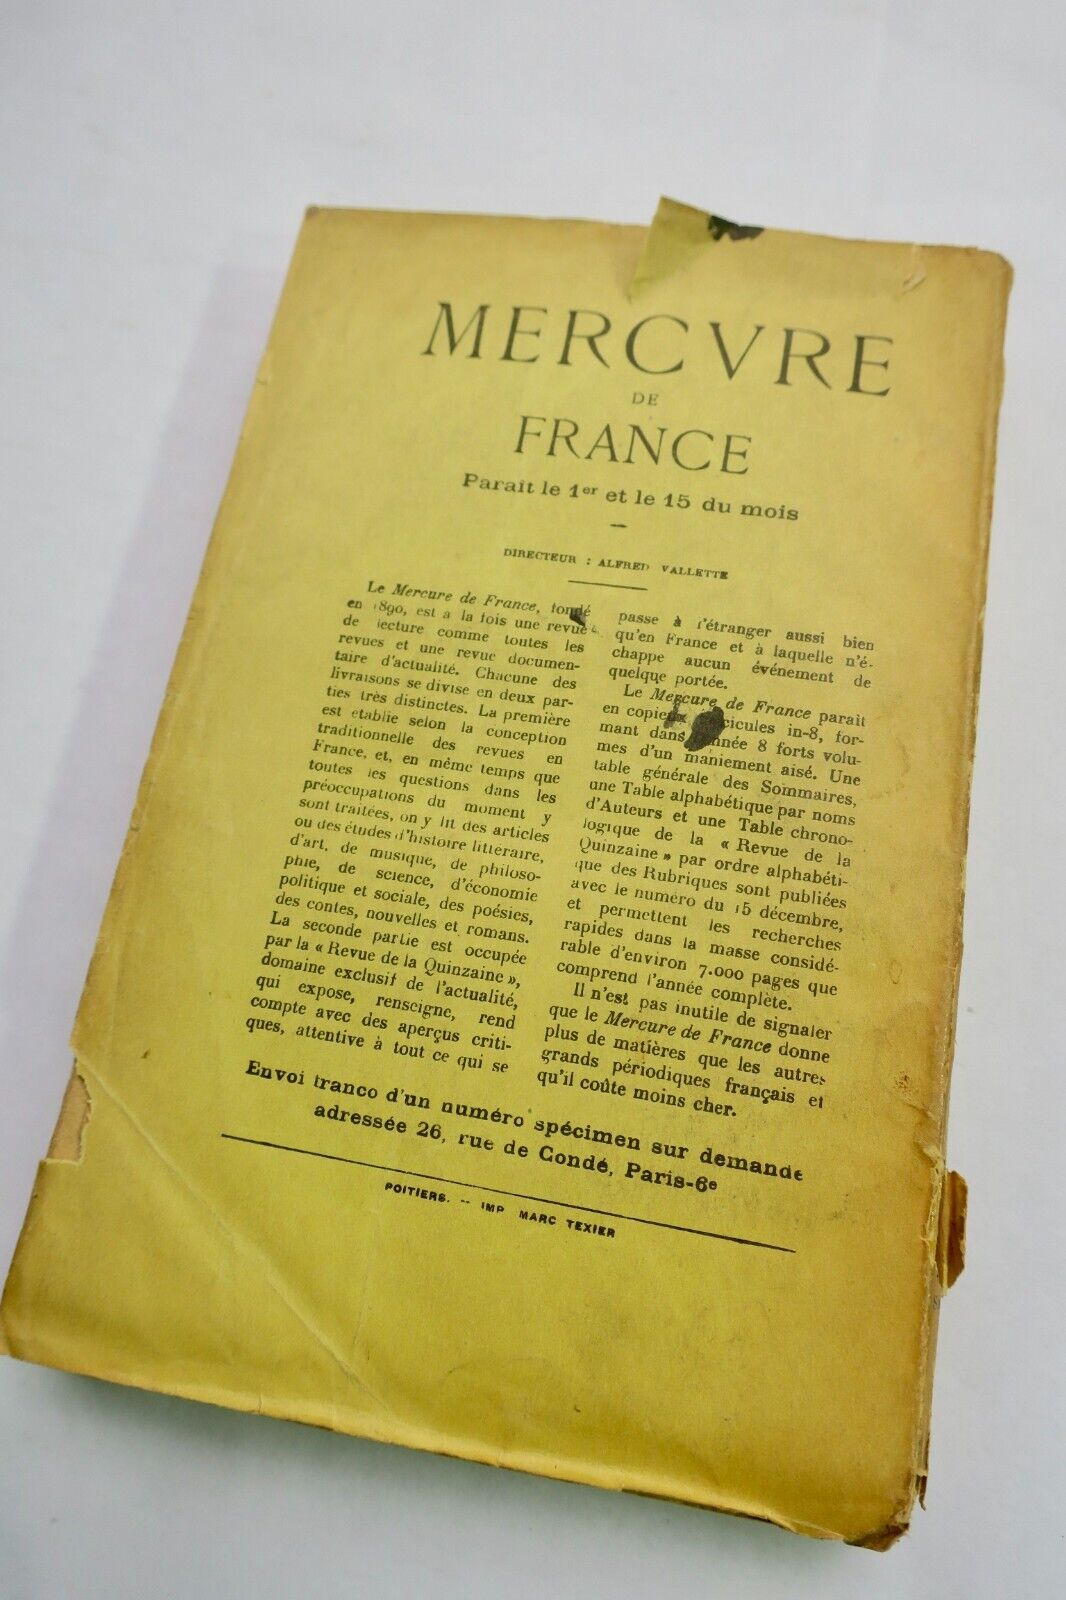 MERCVRE
DE
FRANCE
Paraît le 1er et le 15 du mois
DIRECTEUR : ALFRED VALLETTE
Le Mercure de France, fondé
en 1890, est a la fois une revue
de lecture comme toutes les
revues et une revue documen-
taire d'actualité. Chacune des
livraisons se divise en deux par-
ties très distinctes. La première
est établie selon la conception
traditionnelle des revues en
France, et, en même temps que
toutes les questions dans les
préoccupations du moment y
sont traitées, on y lit des articles
ou des études d'histoire littéraire,
d'art, de musique, de philoso-
phie, de science, d'économie
politique et sociale, des poésies,
des contes, nouvelles et romans.
La seconde partie est occupée
par la « Revue de la Quinzaine »,
domaine exclusif de l'actualité,
qui expose, renseigne, rend
compte avec des aperçus criti-
ques, attentive à tout ce qui se
passe à l'étranger aussi bien
qu'en France et à laquelle n'é-
chappe aucun événement de
quelque portée.
Le Mercure de France parait
en copieux fascicules in-8, for-
mant dans l'année 8 forts volu-
mes d'un maniement aisé. Une
table générale des Sommaires,
une Table alphabétique par noms
d'Auteurs et une Table chrono-
logique de la « Revue de la
Quinzaine » par ordre alphabéti-
que des Rubriques sont publiées
avec le numéro du 15 décembre,
et permettent les recherches
rapides dans la masse considé-
rable d'environ 7.000 pages que
comprend l'année complète.
Il n'est pas inutile de signaler
que le Mercure de France donne
plus de matières que les autres
grands périodiques français et
qu'il coûte moins cher.
Envoi franco d'un numéro spécimen sur demande
adressée 26, rue de Condé, Paris-6e
POITIERS. -- IMP MARC TEXIER